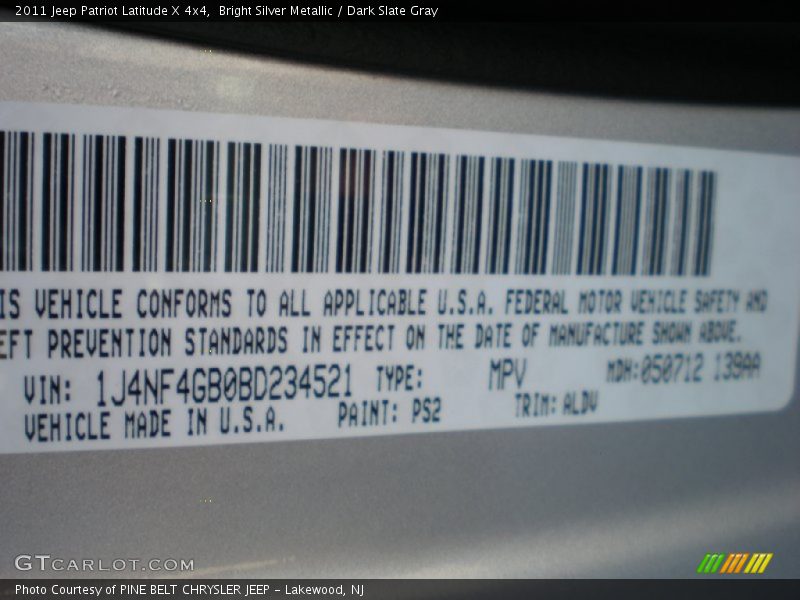 2011 Jeep Patriot Latitude X 4x4,  Bright Silver Metallic / Dark Slate Gray
IS VEHICLE CONFORMS TO ALL APPLICABLE U.S.A. FEDERAL MOTOR VEHICLE SAFETY AND
EFT PREVENTION STANDARDS IN EFFECT ON THE DATE OF MANUFACTURE SHOWN ABOVE.
VIN: 1J4NF4GB0BD234521 TYPE: MPV MDH:050712 139AA
VEHICLE MADE IN U.S.A. PAINT: PS2 TRIM: ALDV
GTCARLOT.COM
Photo Courtesy of PINE BELT CHRYSLER JEEP - Lakewood, NJ